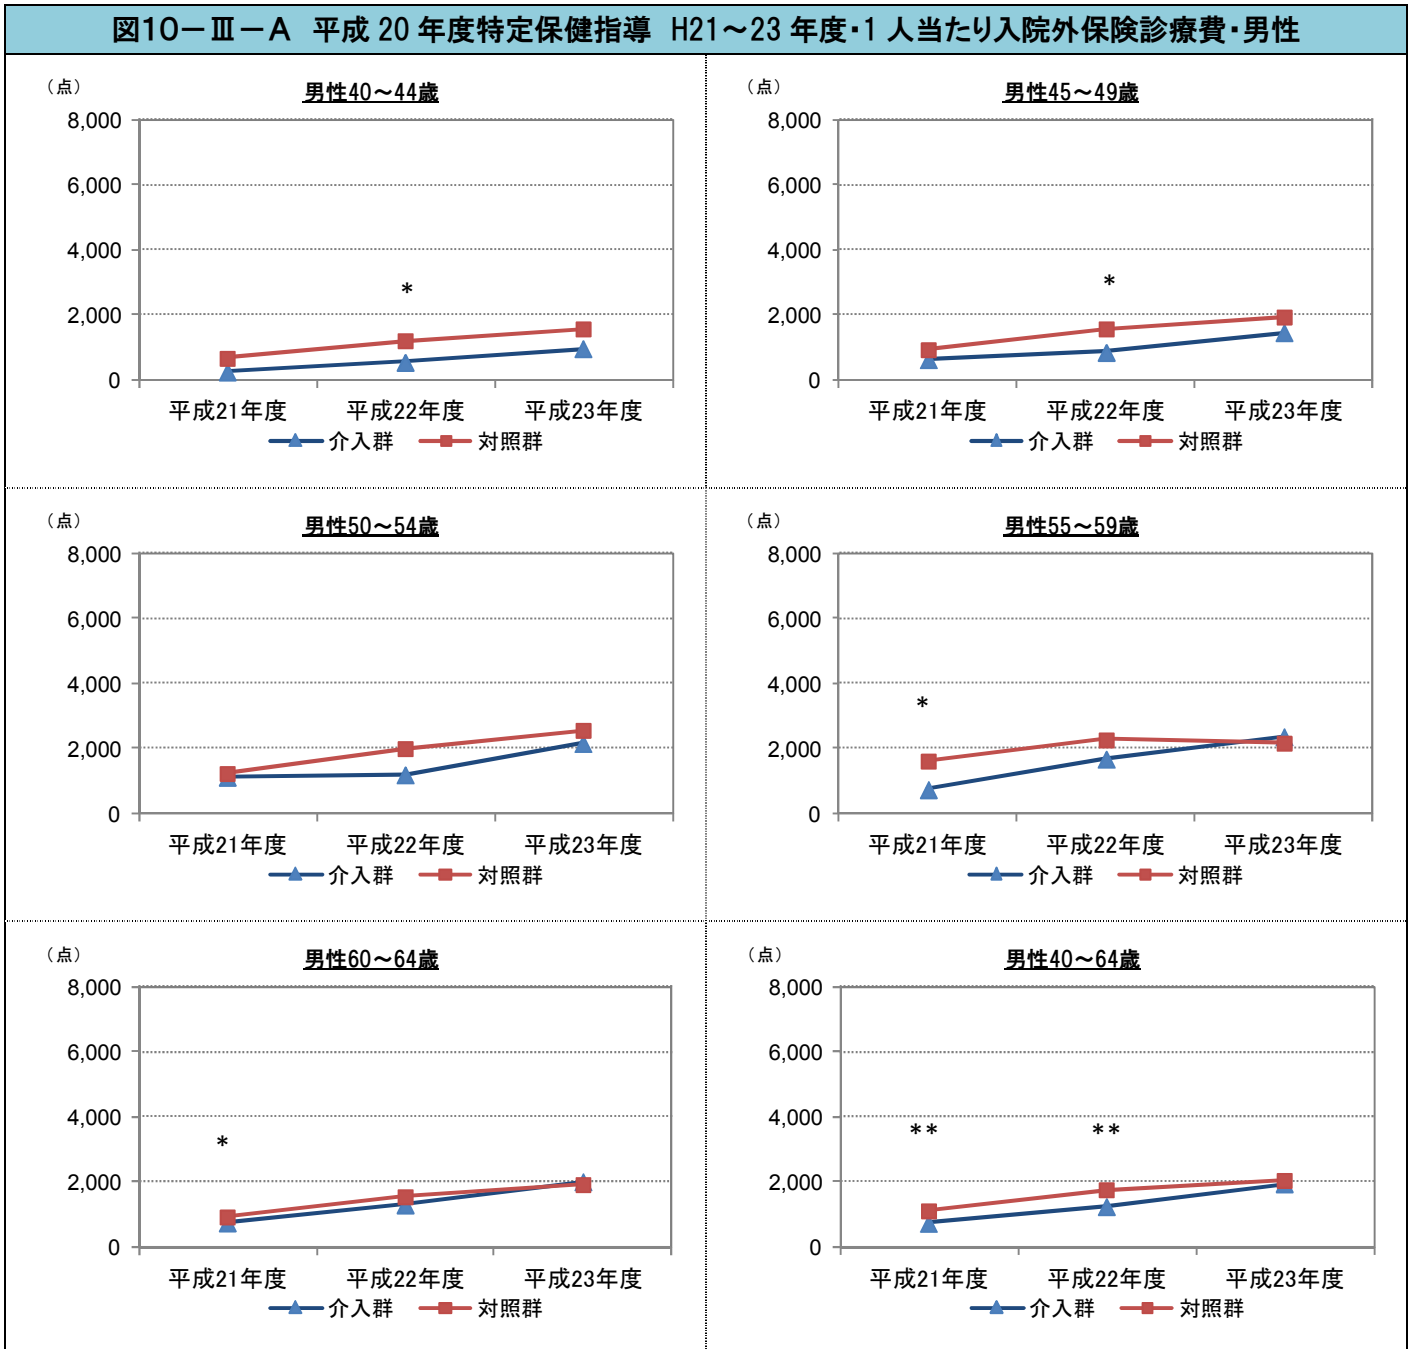 図10－Ⅲ－A 平成 20 年度特定保健指導 H21～23 年度・1 人当たり入院外保険診療費・男性
（点）
男性40～44歳
8,000
6,000
4,000
*
2,000
0
平成21年度 平成22年度 平成23年度
介入群 対照群
（点）
男性45～49歳
8,000
6,000
4,000
*
2,000
0
平成21年度 平成22年度 平成23年度
介入群 対照群
（点）
男性50～54歳
8,000
6,000
4,000
2,000
0
平成21年度 平成22年度 平成23年度
介入群 対照群
（点）
男性55～59歳
8,000
6,000
4,000
*
2,000
0
平成21年度 平成22年度 平成23年度
介入群 対照群
（点）
男性60～64歳
8,000
6,000
4,000
*
2,000
0
平成21年度 平成22年度 平成23年度
介入群 対照群
（点）
男性40～64歳
8,000
6,000
4,000
** **
2,000
0
平成21年度 平成22年度 平成23年度
介入群 対照群